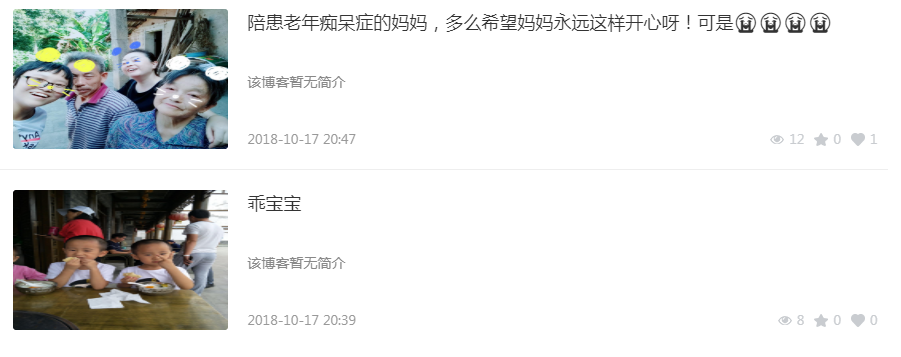 陪患老年痴呆症的妈妈，多么希望妈妈永远这样开心呀！可是😭😭😭😭
该博客暂无简介
2018-10-17 20:47
12 0 1
乖宝宝
该博客暂无简介
2018-10-17 20:39
8 0 0